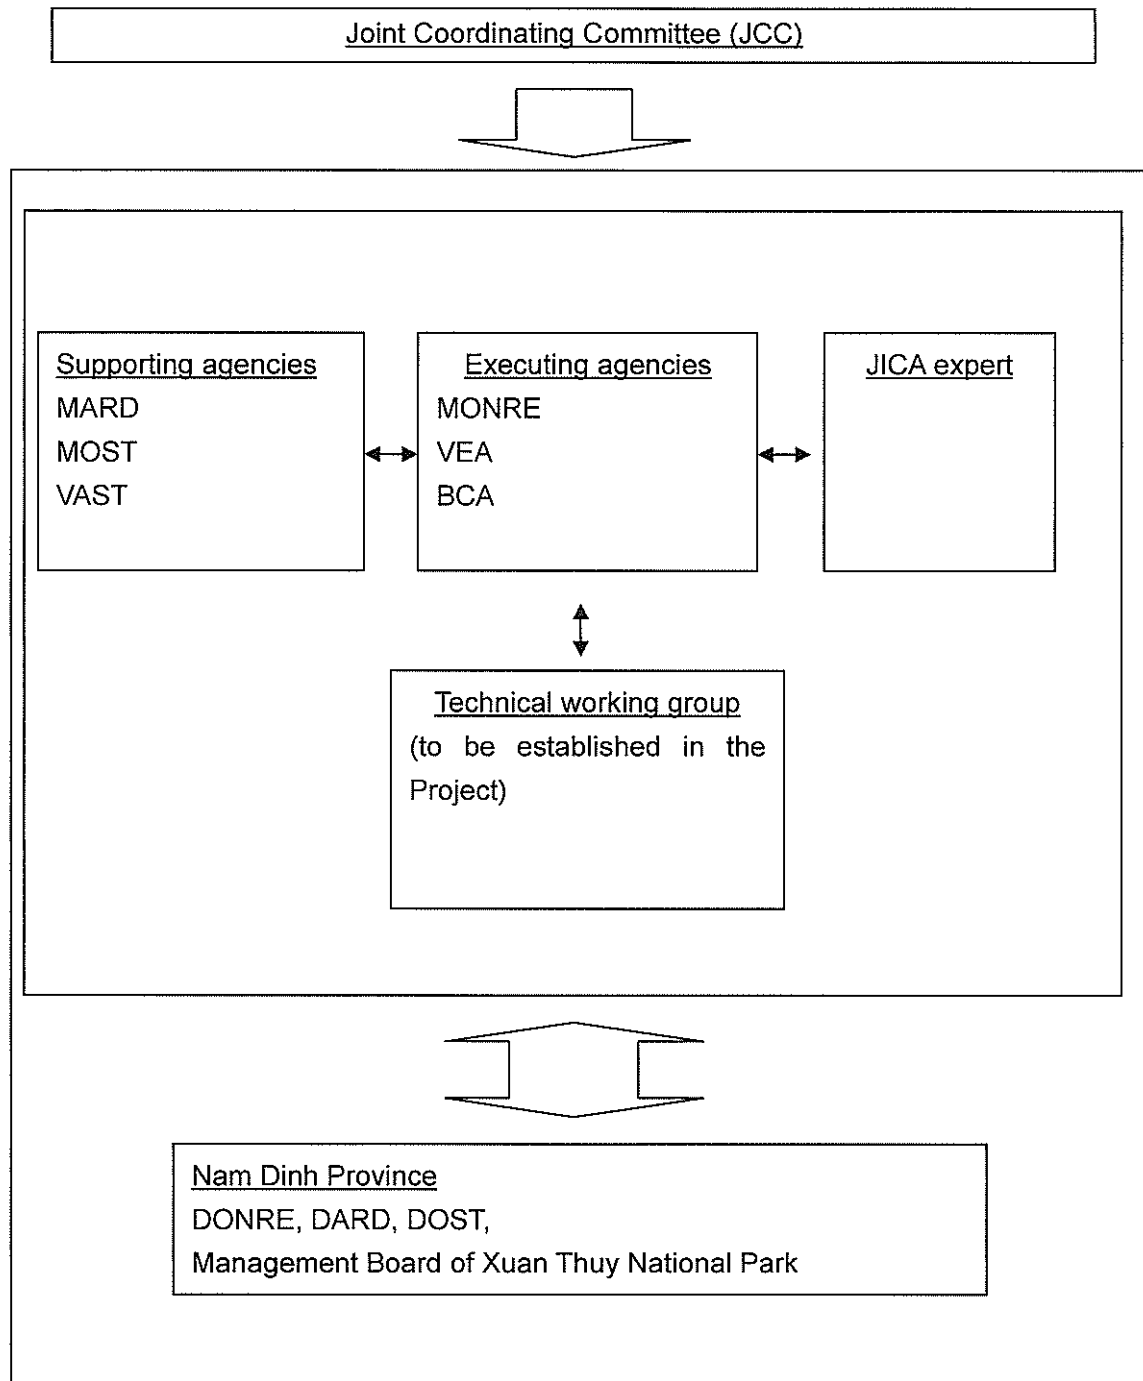 Joint Coordinating Committee (JCC)
Supporting agencies
MARD
MOST
VAST
Executing agencies
MONRE
VEA
BCA
JICA expert
Technical working group
(to be established in the
Project)
Nam Dinh Province
DONRE, DARD, DOST,
Management Board of Xuan Thuy National Park